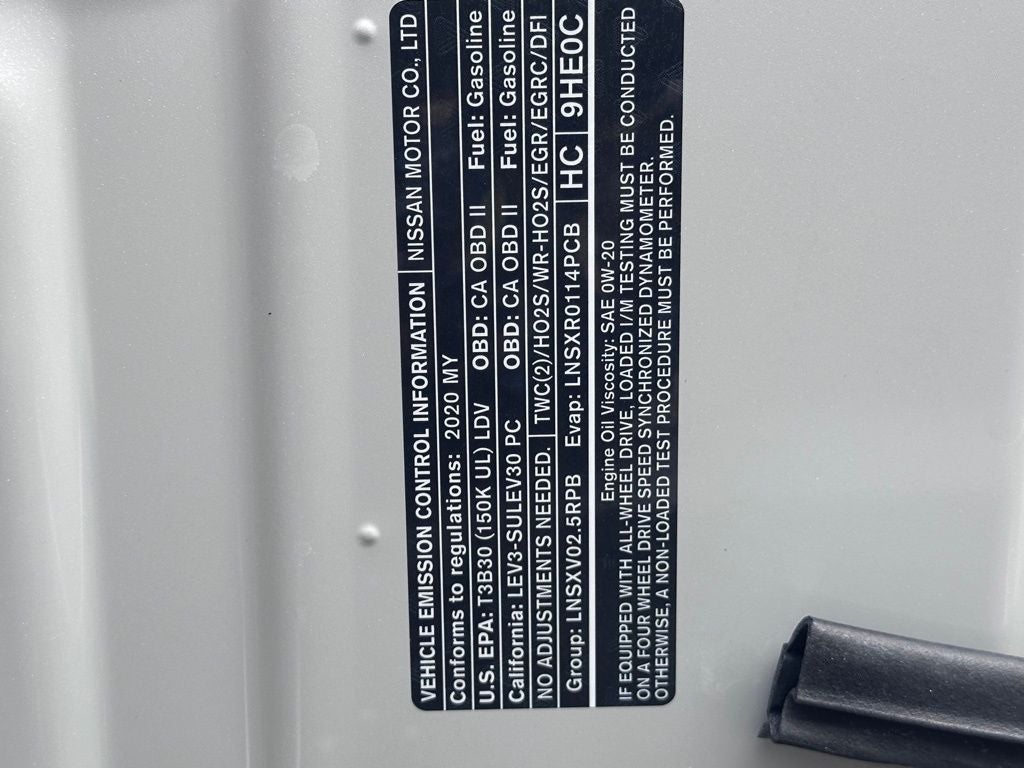 VEHICLE EMISSION CONTROL INFORMATION NISSAN MOTOR CO., LTD
Conforms to regulations: 2020 MY
U.S. EPA: T3B30 (150K UL) LDV OBD: CA OBD II Fuel: Gasoline
California: LEV3-SULEV30 PC OBD: CA OBD II Fuel: Gasoline
NO ADJUSTMENTS NEEDED. TWC(2)/HO2S/WR-HO2S/EGR/EGRC/DFI
Group: LNSXV02.5RPB Evap: LNSXR0114PCB HC 9HE0C
Engine Oil Viscosity: SAE 0W-20
IF EQUIPPED WITH ALL-WHEEL DRIVE, LOADED I/M TESTING MUST BE CONDUCTED
ON A FOUR WHEEL DRIVE SPEED SYNCHRONIZED DYNAMOMETER.
OTHERWISE, A NON-LOADED TEST PROCEDURE MUST BE PERFORMED.